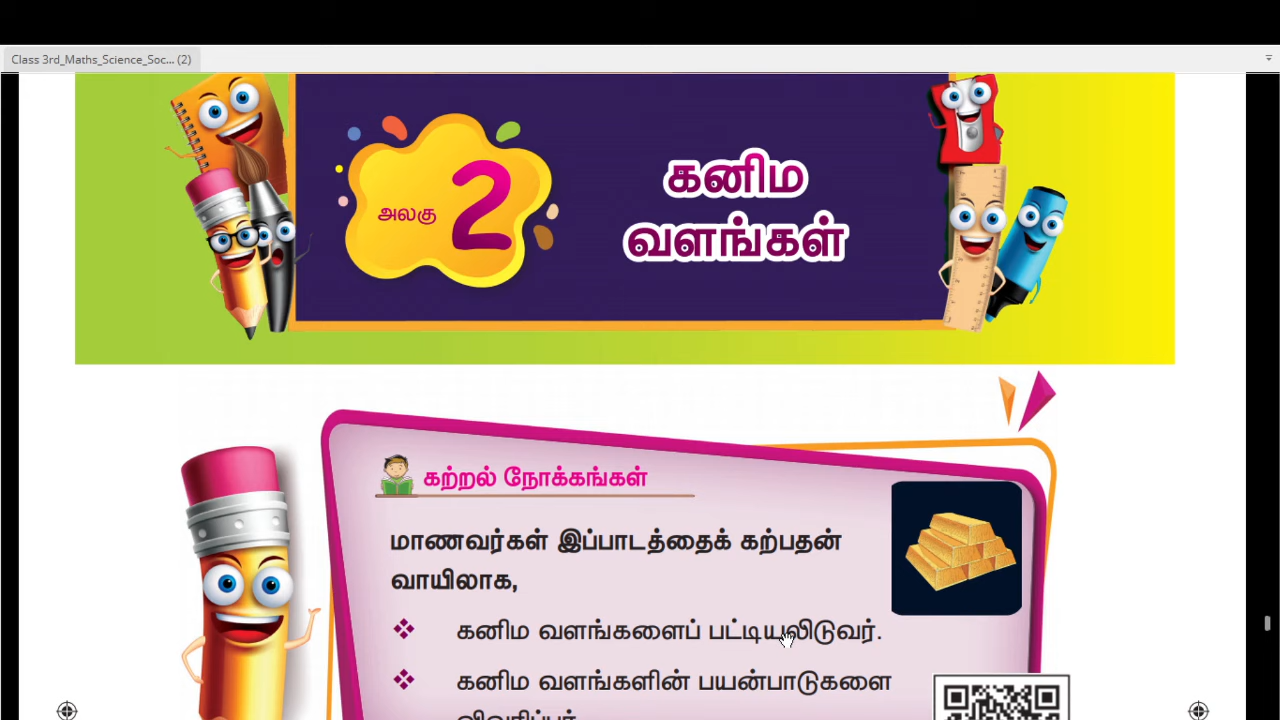 Class 3rd_Maths_Science_Soc... (2)
அலகு 2
கனிம
வளங்கள்
கற்றல் நோக்கங்கள்
மாணவர்கள் இப்பாடத்தைக் கற்பதன்
வாயிலாக,
❖ கனிம வளங்களைப் பட்டியலிடுவர்.
❖ கனிம வளங்களின் பயன்பாடுகளை